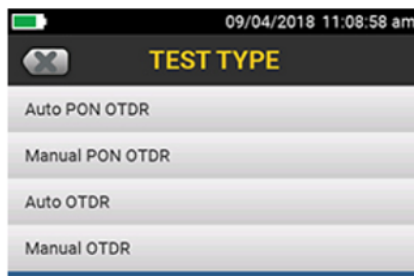 09/04/2018 11:08:58 am
TEST TYPE
Auto PON OTDR
Manual PON OTDR
Auto OTDR
Manual OTDR